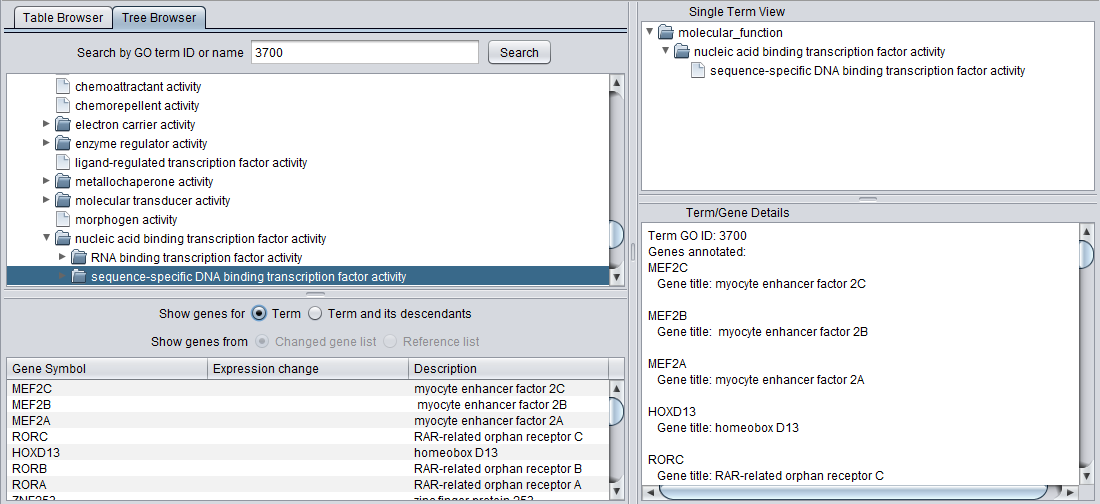 Table Browser
Tree Browser
Search by GO term ID or name
3700
Search
chemoattractant activity
chemorepellent activity
electron carrier activity
enzyme regulator activity
ligand-regulated transcription factor activity
metallochaperone activity
molecular transducer activity
morphogen activity
nucleic acid binding transcription factor activity
RNA binding transcription factor activity
sequence-specific DNA binding transcription factor activity
Show genes for Term Term and its descendants
Show genes from Changed gene list Reference list
Gene Symbol Expression change Description
MEF2C myocyte enhancer factor 2C
MEF2B myocyte enhancer factor 2B
MEF2A myocyte enhancer factor 2A
RORC RAR-related orphan receptor C
HOXD13 homeobox D13
RORB RAR-related orphan receptor B
RORA RAR-related orphan receptor A
ZNF253 zinc finger protein 253
Single Term View
molecular_function
nucleic acid binding transcription factor activity
sequence-specific DNA binding transcription factor activity
Term/Gene Details
Term GO ID: 3700
Genes annotated:
MEF2C
Gene title: myocyte enhancer factor 2C
MEF2B
Gene title: myocyte enhancer factor 2B
MEF2A
Gene title: myocyte enhancer factor 2A
HOXD13
Gene title: homeobox D13
RORC
Gene title: RAR-related orphan receptor C